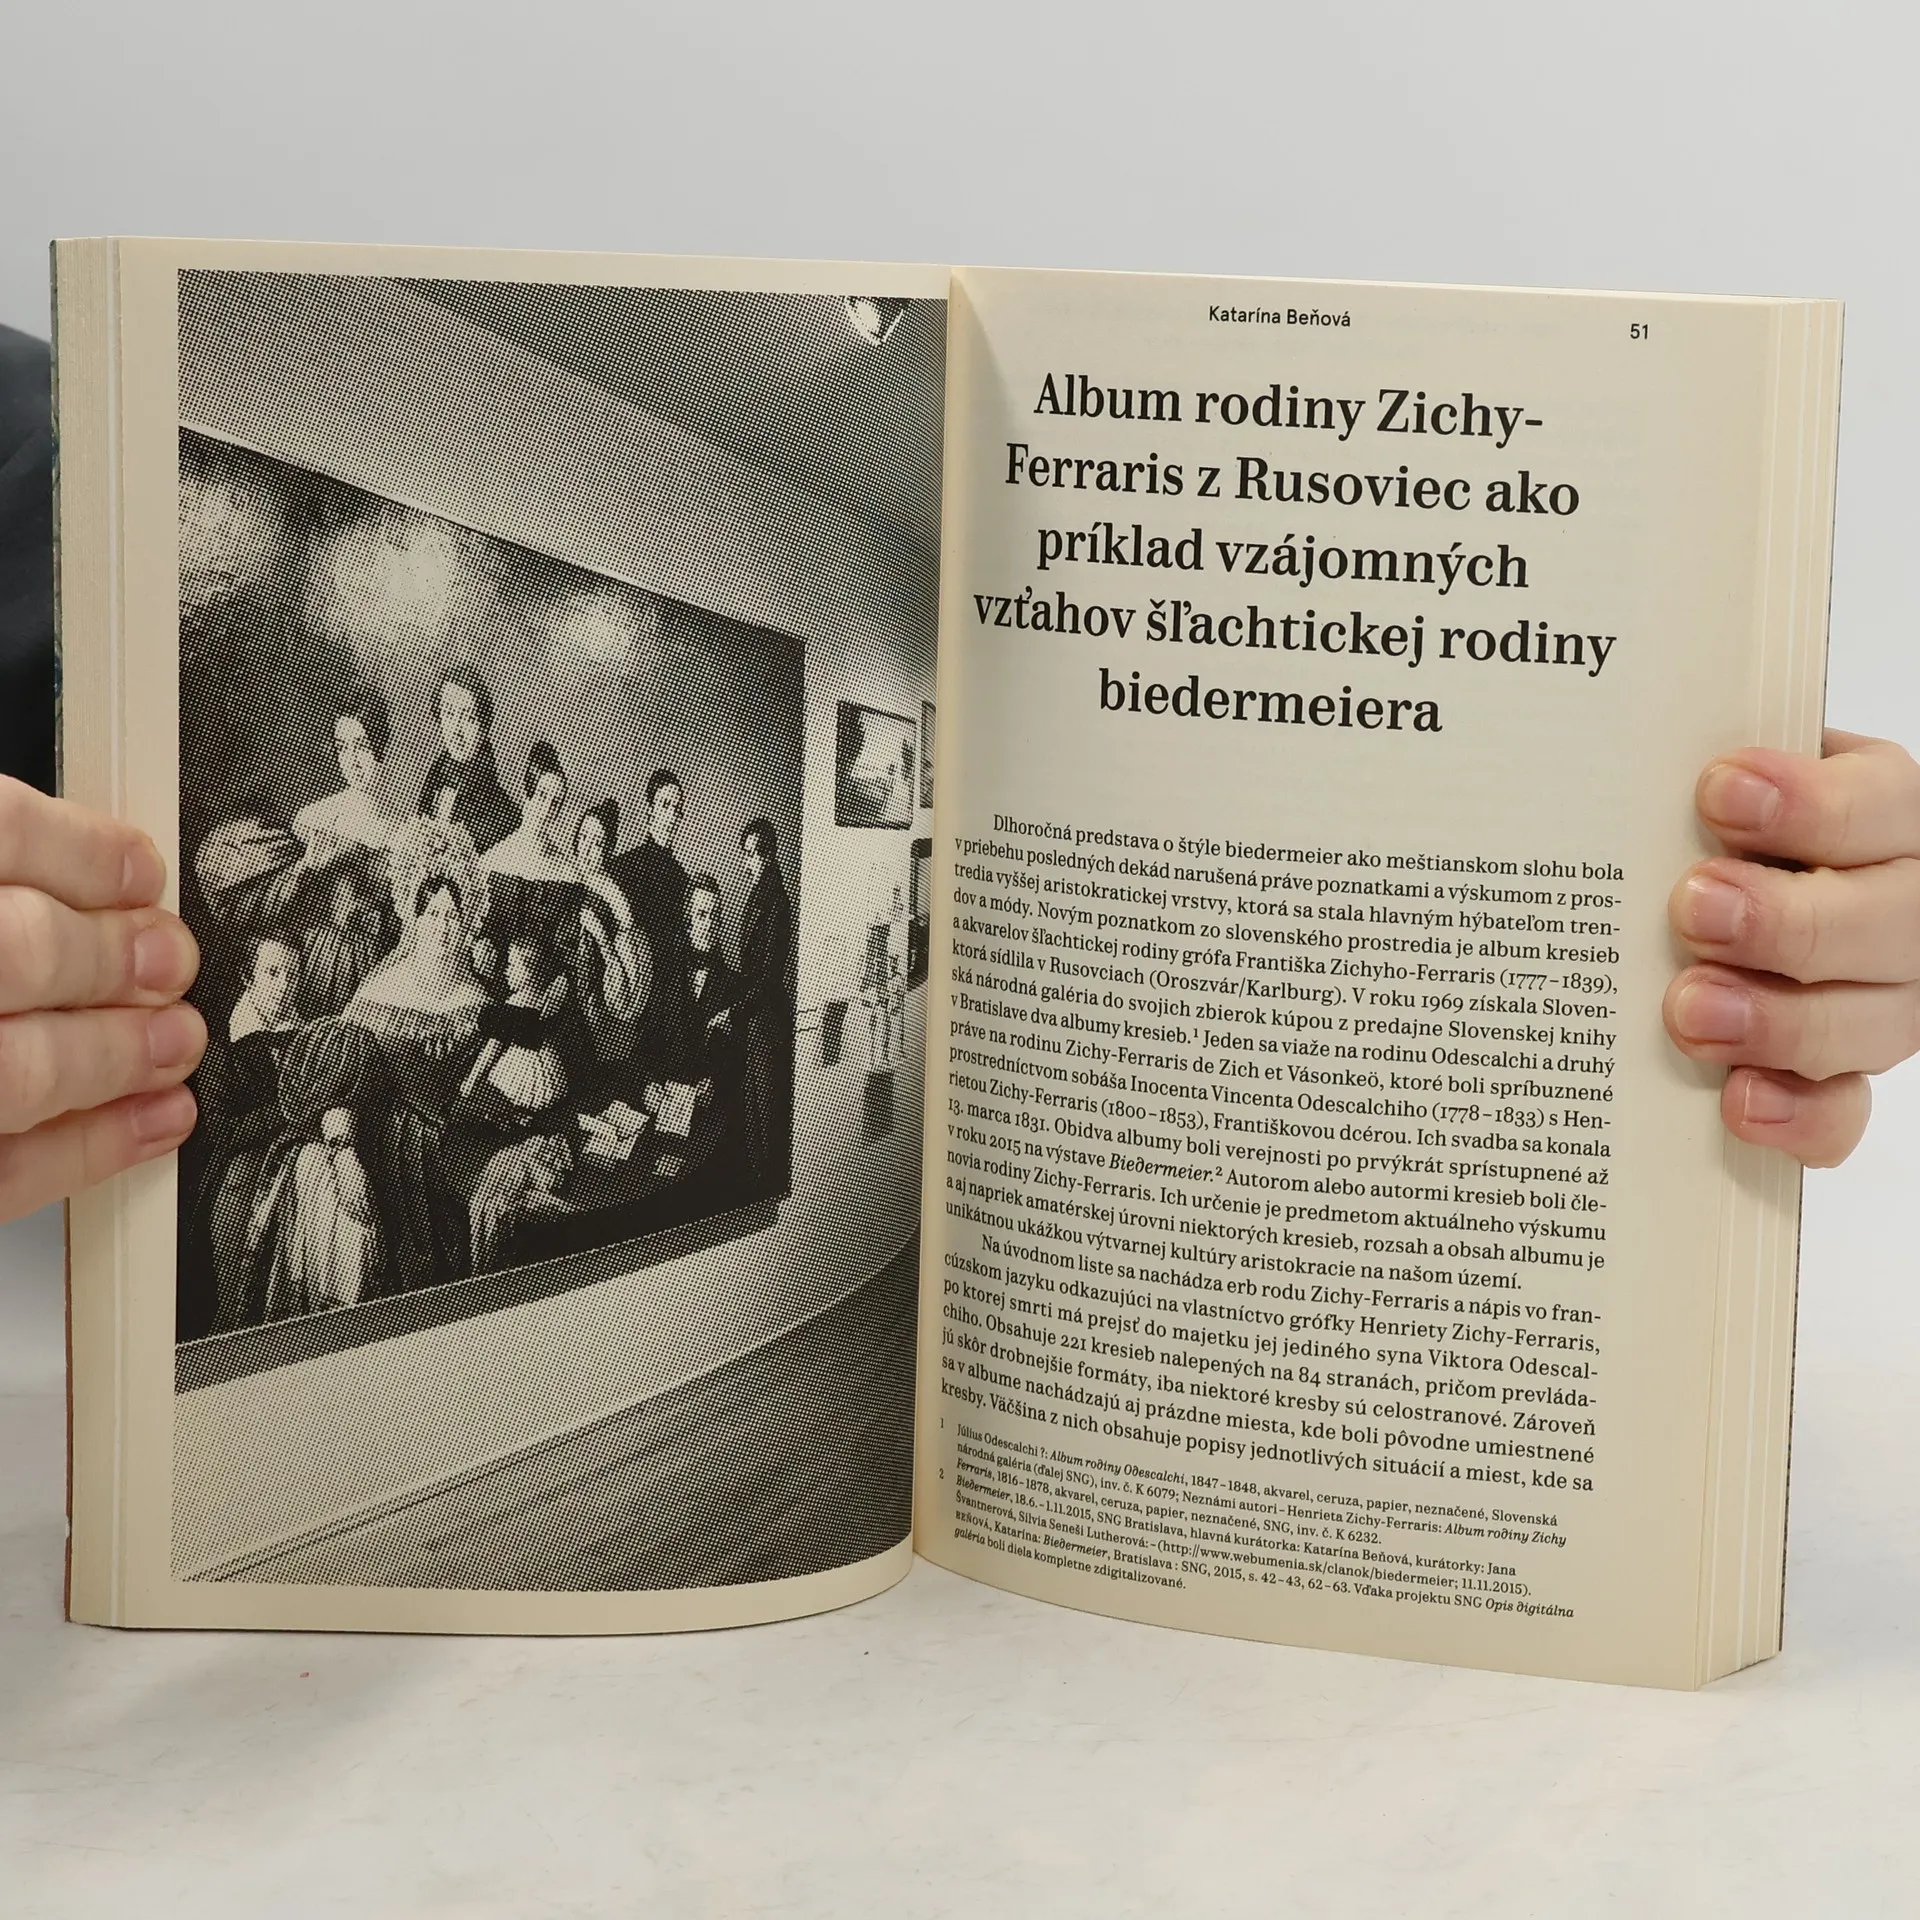 Katarína Beňová
51
Album rodiny Zichy-
Ferraris z Rusoviec ako
príklad vzájomných
vzťahov šľachtickej rodiny
biedermeiera
Dlhoročná predstava o štýle biedermeier ako meštianskom slohu bola
v priebehu posledných dekád narušená práve poznatkami a výskumom z pros-
tredia vyššej aristokratickej vrstvy, ktorá sa stala hlavným hýbateľom tren-
dov a módy. Novým poznatkom zo slovenského prostredia je album kresieb
a akvarelov šľachtickej rodiny grófa Františka Zichyho-Ferraris (1777–1839),
ktorá sídlila v Rusovciach (Oroszvár/Karlburg). V roku 1969 získala Sloven-
ská národná galéria do svojich zbierok kúpou z predajne Slovenskej knihy
v Bratislave dva albumy kresieb.¹ Jeden sa viaže na rodinu Odescalchi a druhý
práve na rodinu Zichy-Ferraris de Zich et Vásonkeö, ktoré boli spríbuznené
prostredníctvom sobáša Inocenta Vincenta Odescalchiho (1778–1833) s Hen-
rietou Zichy-Ferraris (1800–1853), Františkovou dcérou. Ich svadba sa konala
13. marca 1831. Obidva albumy boli verejnosti po prvýkrát sprístupnené až
v roku 2015 na výstave Biedermeier.² Autorom alebo autormi kresieb boli čle-
novia rodiny Zichy-Ferraris. Ich určenie je predmetom aktuálneho výskumu
a aj napriek amatérskej úrovni niektorých kresieb, rozsah a obsah albumu je
unikátnou ukážkou výtvarnej kultúry aristokracie na našom území.
Na úvodnom liste sa nachádza erb rodu Zichy-Ferraris a nápis vo fran-
cúzskom jazyku odkazujúci na vlastníctvo grófky Henriety Zichy-Ferraris,
po ktorej smrti má prejsť do majetku jej jediného syna Viktora Odescal-
chiho. Obsahuje 221 kresieb nalepených na 84 stranách, pričom prevláda-
jú skôr drobnejšie formáty, iba niektoré kresby sú celostranové. Zároveň
sa v albume nachádzajú aj prázdne miesta, kde boli pôvodne umiestnené
kresby. Väčšina z nich obsahuje popisy jednotlivých situácií a miest, kde sa
1 Július Odescalchi ?: Album rodiny Odescalchi, 1847–1848, akvarel, ceruza, papier, neznačené, Slovenská
národná galéria (ďalej SNG), inv. č. K 6079; Neznámi autori – Henrieta Zichy-Ferraris: Album rodiny Zichy
Ferraris, 1816–1878, akvarel, ceruza, papier, neznačené, SNG, inv. č. K 6232.
2 Biedermeier, 18.6.–1.11.2015, SNG Bratislava, hlavná kurátorka: Katarína Beňová, kurátorky: Jana
Švantnerová, Silvia Seneši Lutherová: – (http://www.webumenia.sk/clanok/biedermeier; 11.11.2015).
BEŇOVÁ, Katarína: Biedermeier, Bratislava : SNG, 2015, s. 42–43, 62–63. Vďaka projektu SNG Opis digitálna
galéria boli diela kompletne zdigitalizované.